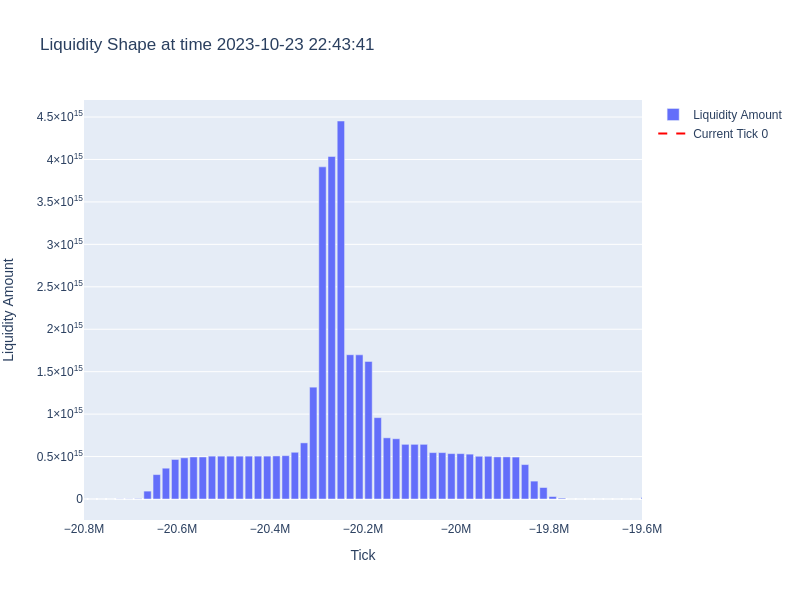 Liquidity Shape at time 2023-10-23 22:43:41
Liquidity Amount
Current Tick 0
4.5×10¹⁵
4×10¹⁵
3.5×10¹⁵
3×10¹⁵
2.5×10¹⁵
2×10¹⁵
1.5×10¹⁵
1×10¹⁵
0.5×10¹⁵
0
Liquidity Amount
−20.8M −20.6M −20.4M −20.2M −20M −19.8M −19.6M
Tick